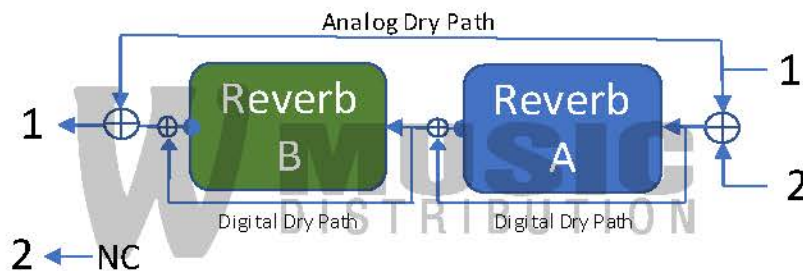 Analog Dry Path
1
Reverb
A
2
Reverb
B
1
Digital Dry Path
Digital Dry Path
2
NC
W MUSIC
DISTRIBUTION